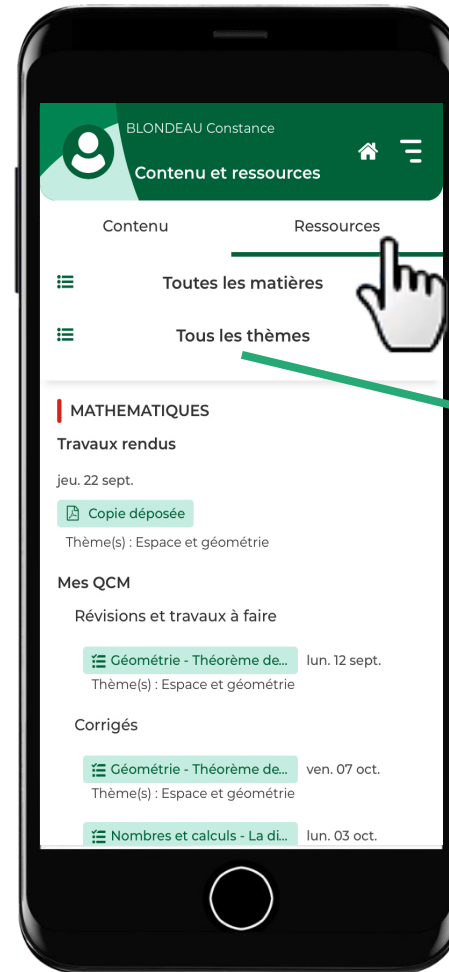 BLONDEAU Constance
Contenu et ressources
Contenu Ressources
Toutes les matières
Tous les thèmes
MATHEMATIQUES
Travaux rendus
jeu. 22 sept.
Copie déposée
Thème(s) : Espace et géométrie
Mes QCM
Révisions et travaux à faire
Géométrie - Théorème de... lun. 12 sept.
Thème(s) : Espace et géométrie
Corrigés
Géométrie - Théorème de... ven. 07 oct.
Thème(s) : Espace et géométrie
Nombres et calculs - La di... lun. 03 oct.